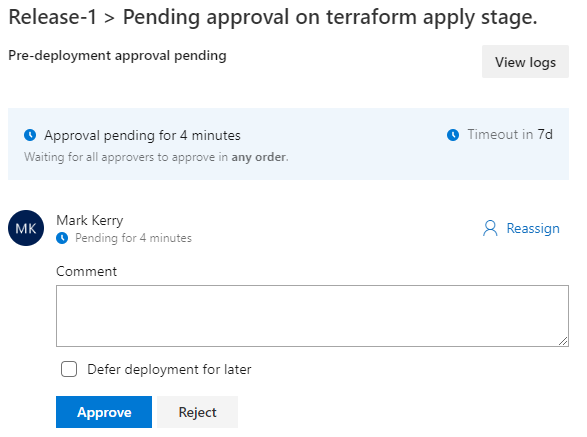 Release-1 > Pending approval on terraform apply stage.
Pre-deployment approval pending
View logs
Approval pending for 4 minutes
Timeout in 7d
Waiting for all approvers to approve in any order.
MK
Mark Kerry
Pending for 4 minutes
Reassign
Comment
Defer deployment for later
Approve
Reject